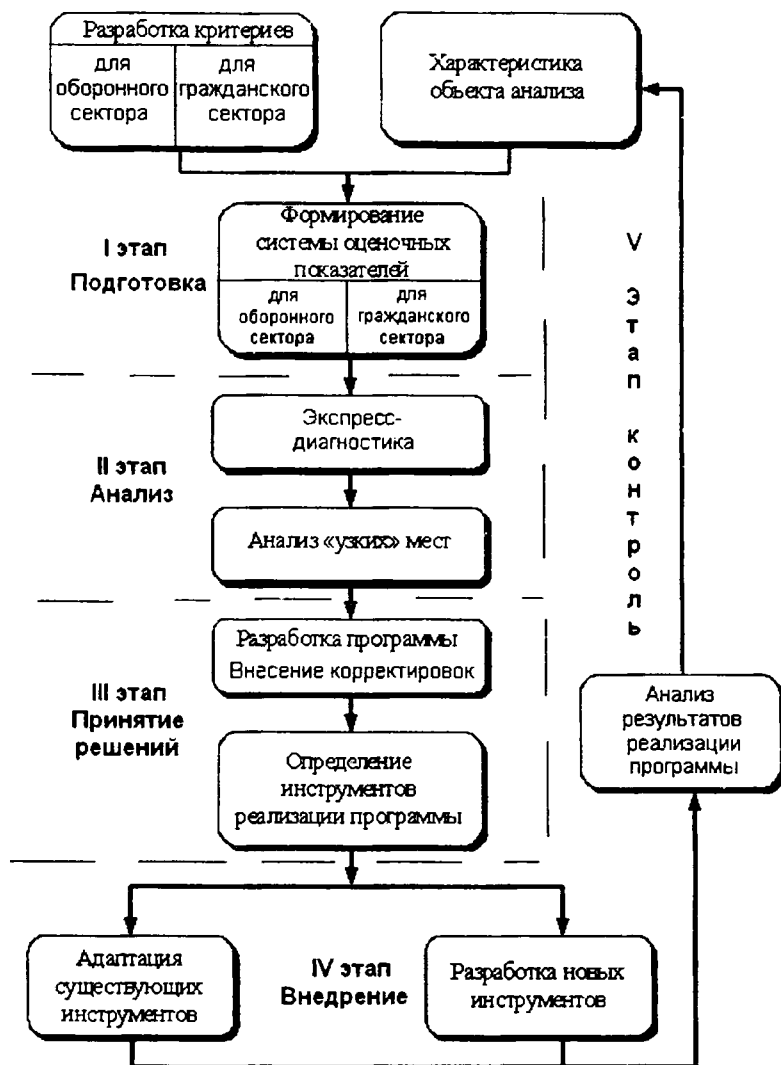 Разработка критериев
для
оборонного
сектора
для
гражданского
сектора
Характеристика
объекта анализа
I этап
Подготовка
Формирование
системы оценочных
показателей
для
оборонного
сектора
для
гражданского
сектора
V этап контроль
II этап
Анализ
Экспресс-
диагностика
Анализ «узких» мест
III этап
Принятие
решений
Разработка программы
Внесение корректировок
Определение
инструментов
реализации программы
Анализ
результатов
реализации
программы
Адаптация
существующих
инструментов
IV этап
Внедрение
Разработка новых
инструментов